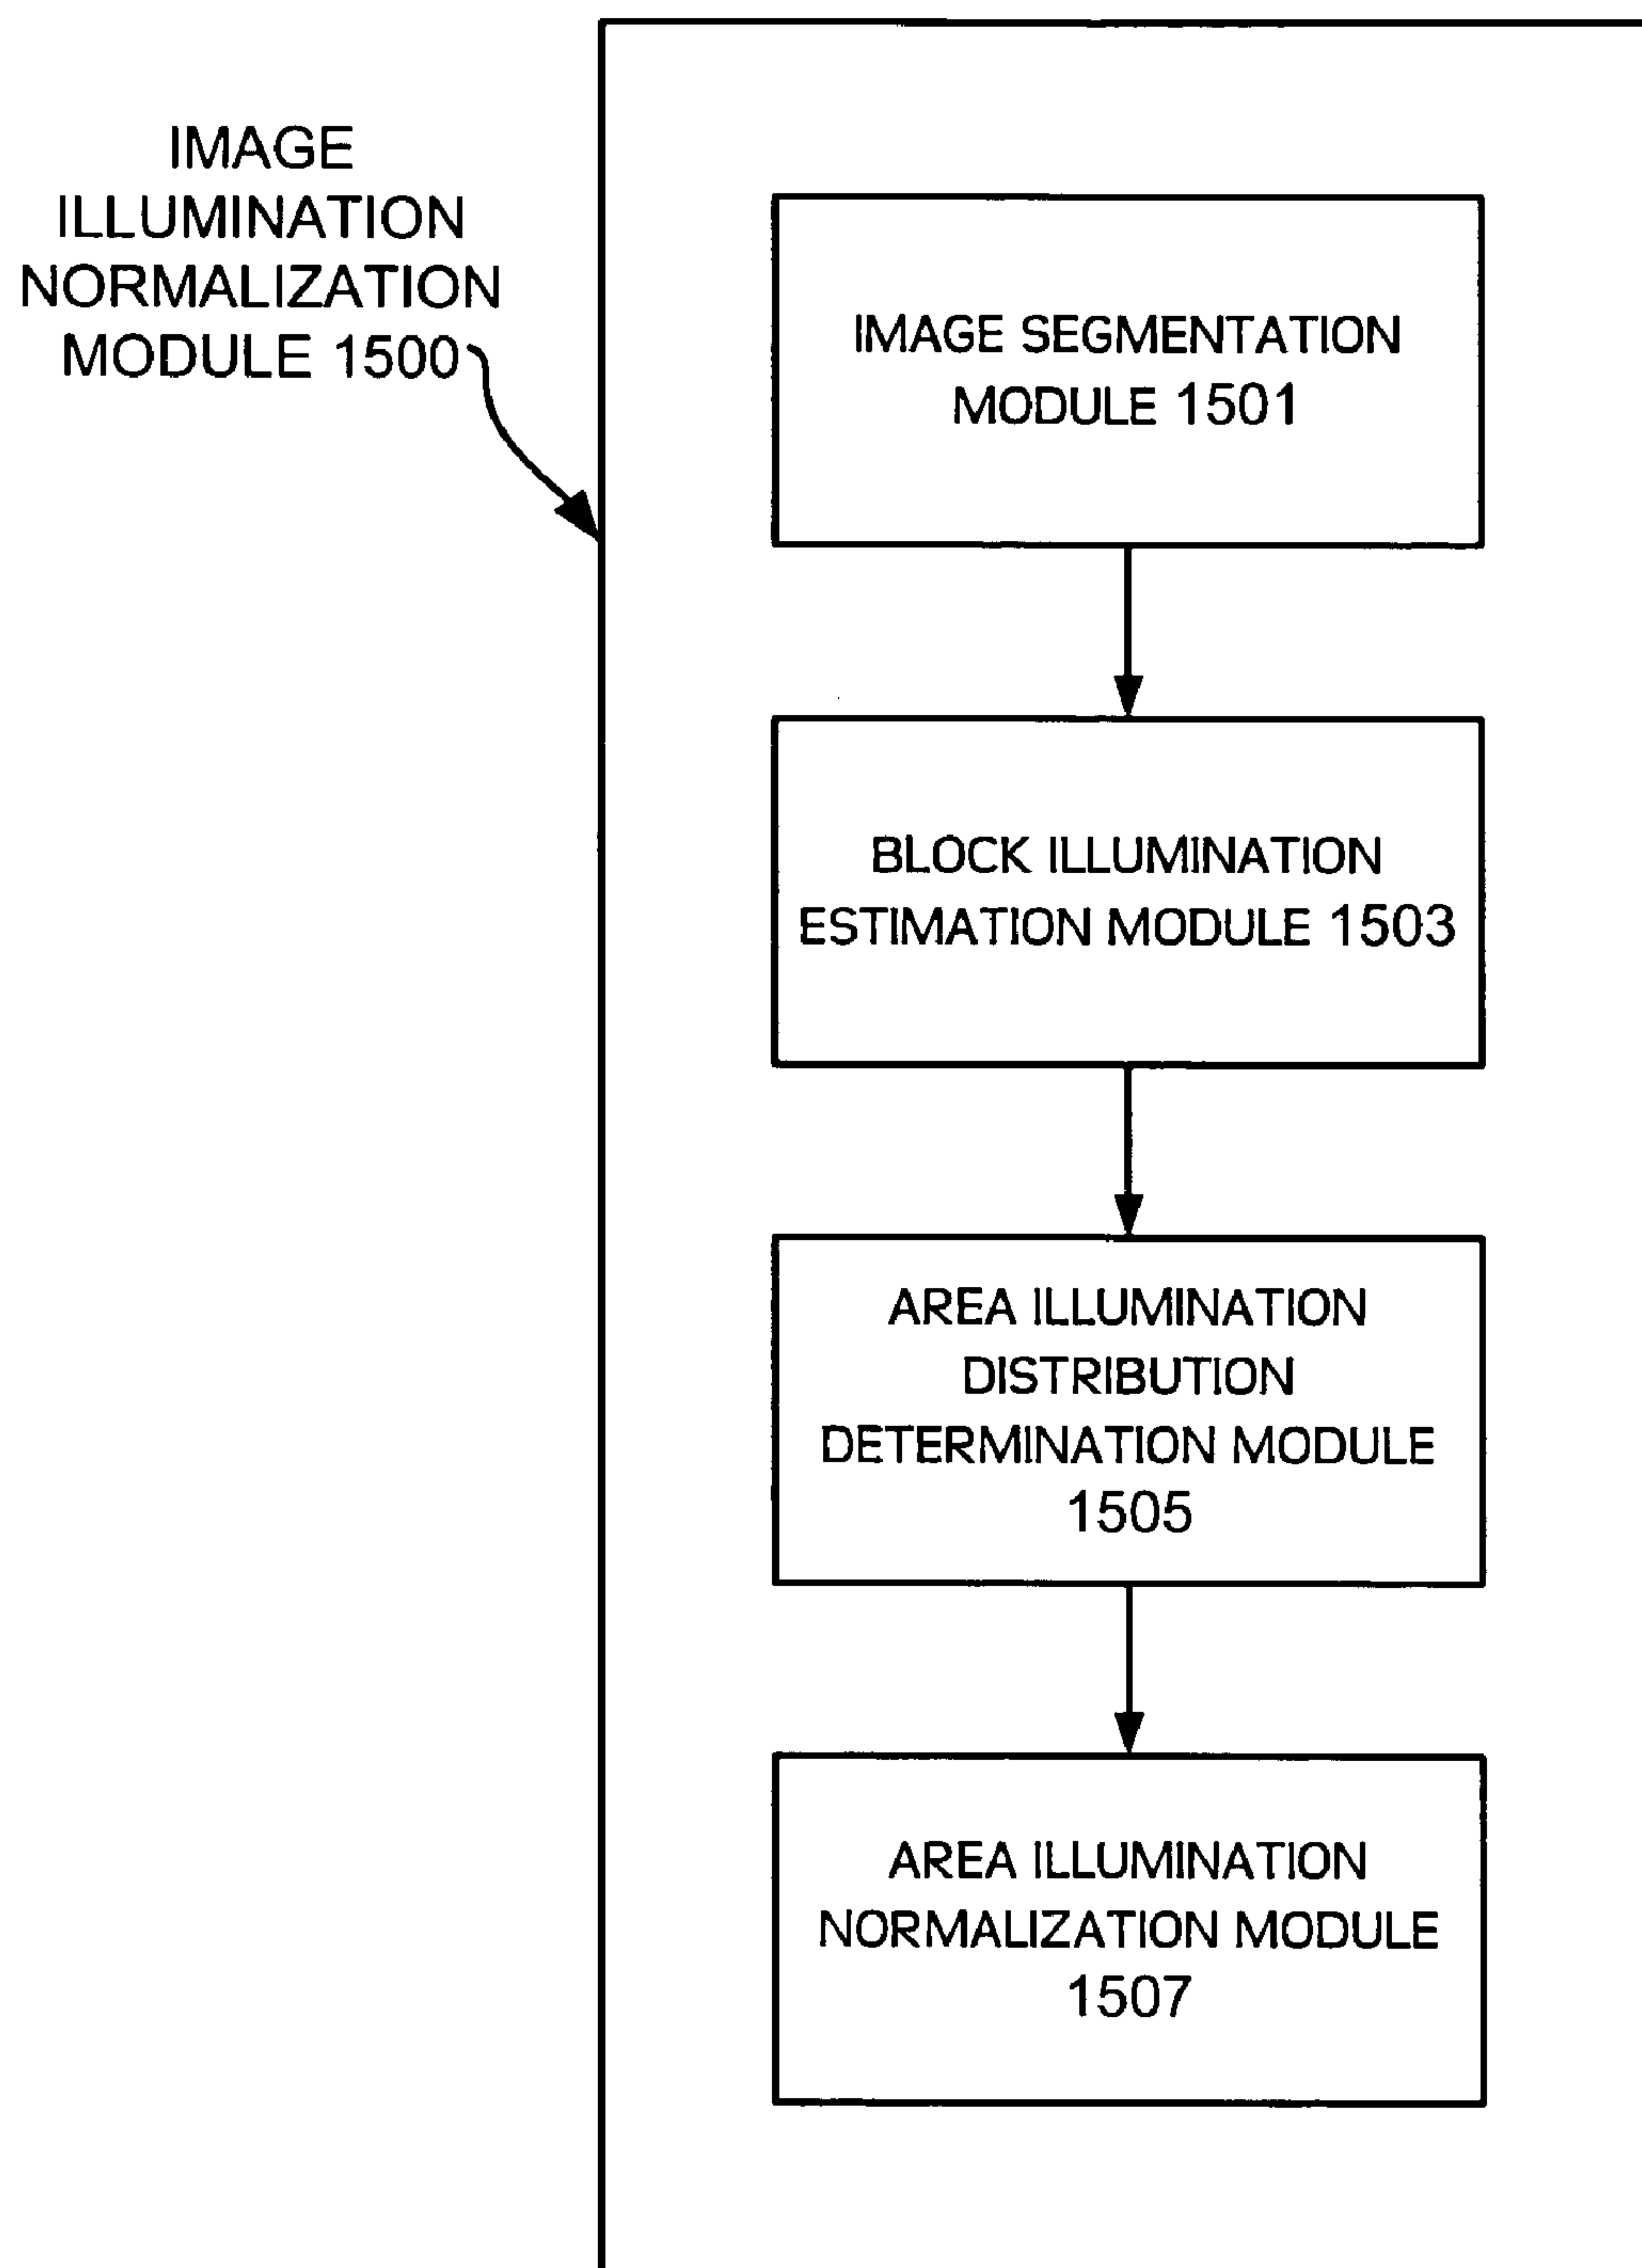 IMAGE
ILLUMINATION
NORMALIZATION
MODULE 1500
IMAGE SEGMENTATION
MODULE 1501
BLOCK ILLUMINATION
ESTIMATION MODULE 1503
AREA ILLUMINATION
DISTRIBUTION
DETERMINATION MODULE
1505
AREA ILLUMINATION
NORMALIZATION MODULE
1507